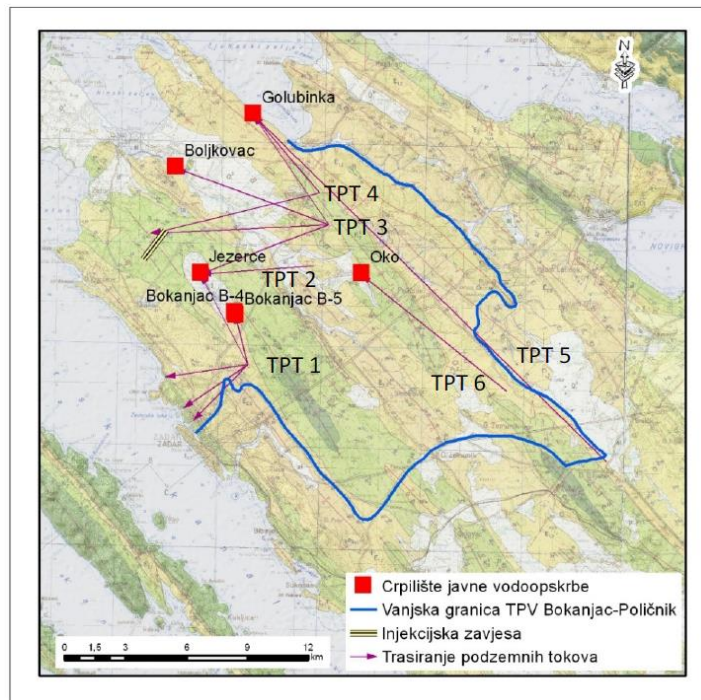 N
Golubinka
Boljkovac
TPT 4
TPT 3
Jezerce
Oko
TPT 2
Bokanjac B-4
Bokanjac B-5
TPT 1
TPT 5
TPT 6
ZADAR
Crpilište javne vodoopskrbe
Vanjska granica TPV Bokanjac-Poličnik
Injekcijska zavjesa
Trasiranje podzemnih tokova
0 1,5 3 6 9 12
km